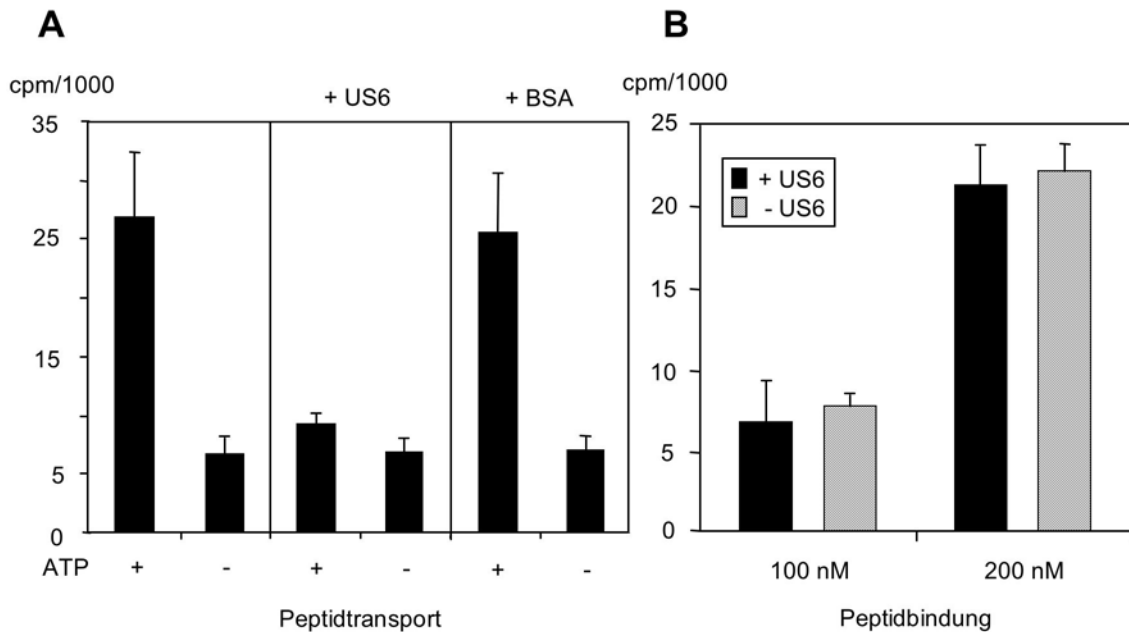 A
cpm/1000
+ US6
+ BSA
35
25
15
5
0
ATP + - + - + -
Peptidtransport
B
cpm/1000
25
20
15
10
5
0
+ US6
- US6
100 nM 200 nM
Peptidbindung